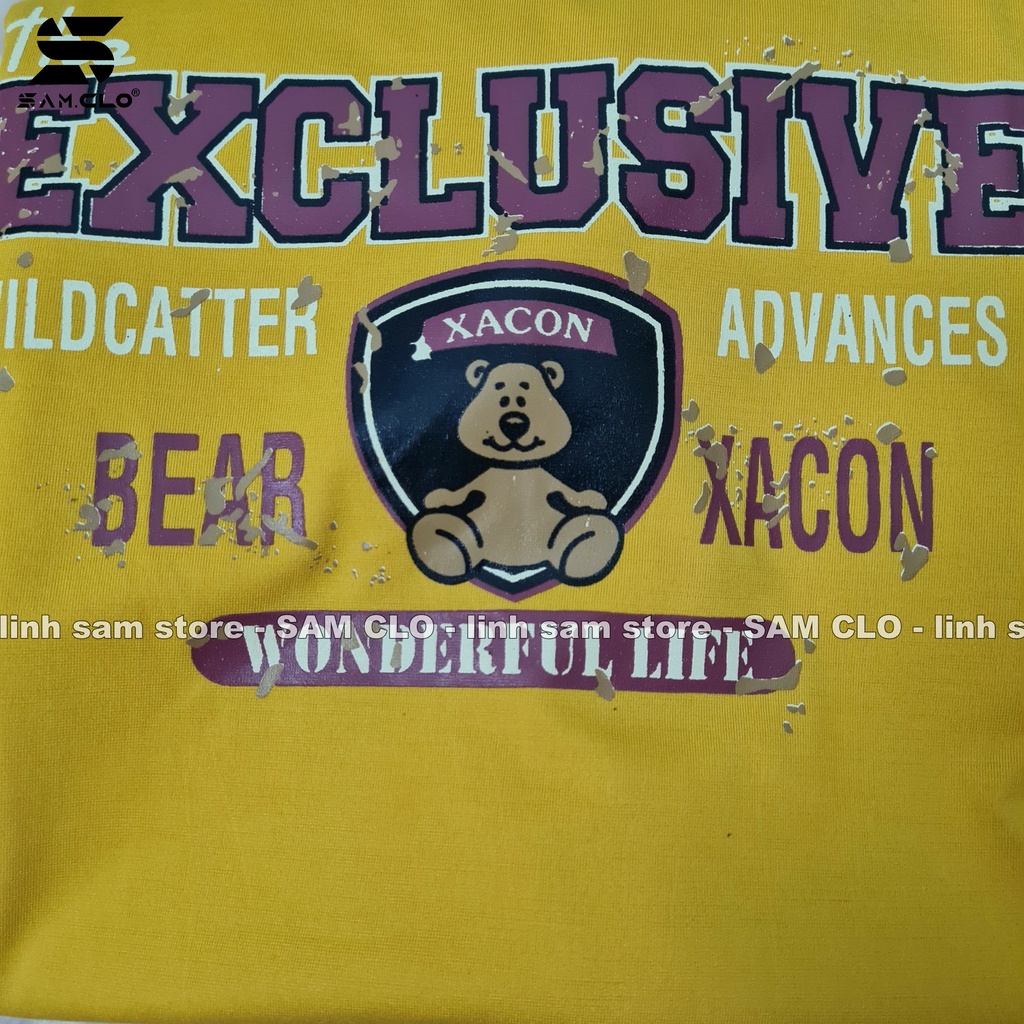 The
SAM.CLO®
EXCLUSIVE
WILDCATTER
ADVANCES
XACON
BEAR
XACON
linh sam store - SAM CLO - linh sam store - SAM CLO - linh s
WONDERFUL LIFE